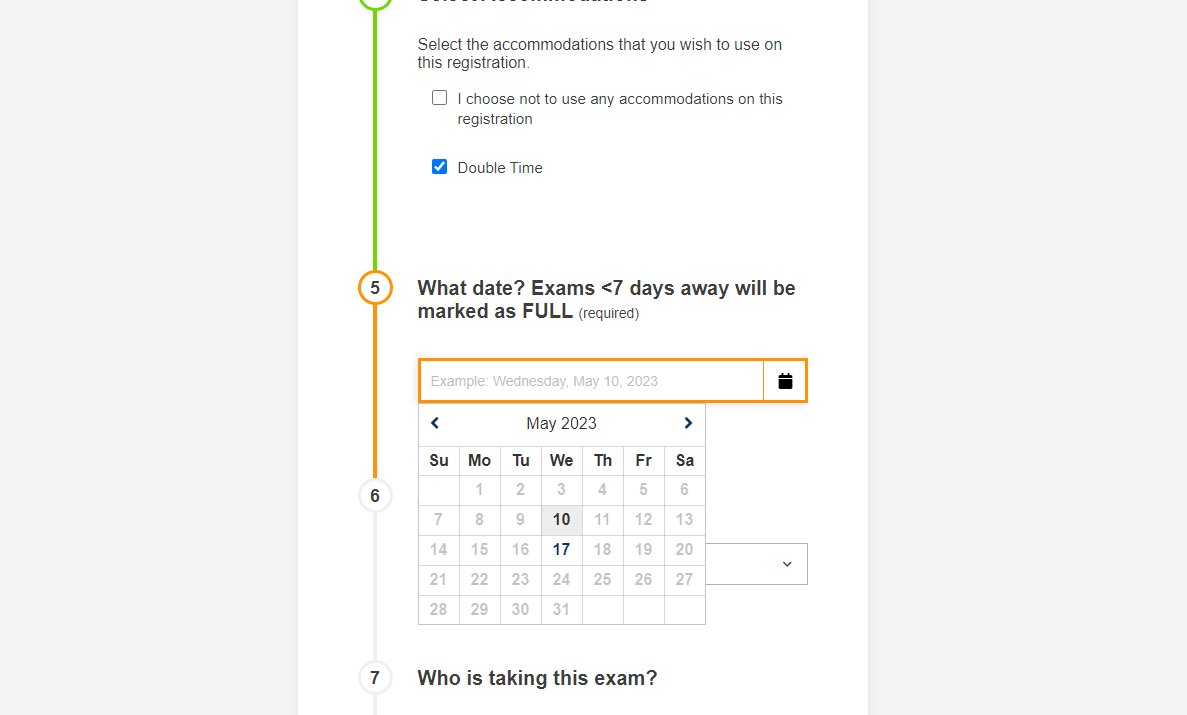 Select the accommodations that you wish to use on
this registration.
I choose not to use any accommodations on this
registration
Double Time
5
What date? Exams <7 days away will be
marked as FULL (required)
Example: Wednesday, May 10, 2023
May 2023
Su Mo Tu We Th Fr Sa
1 2 3 4 5 6
7 8 9 10 11 12 13
14 15 16 17 18 19 20
21 22 23 24 25 26 27
28 29 30 31
6
7
Who is taking this exam?